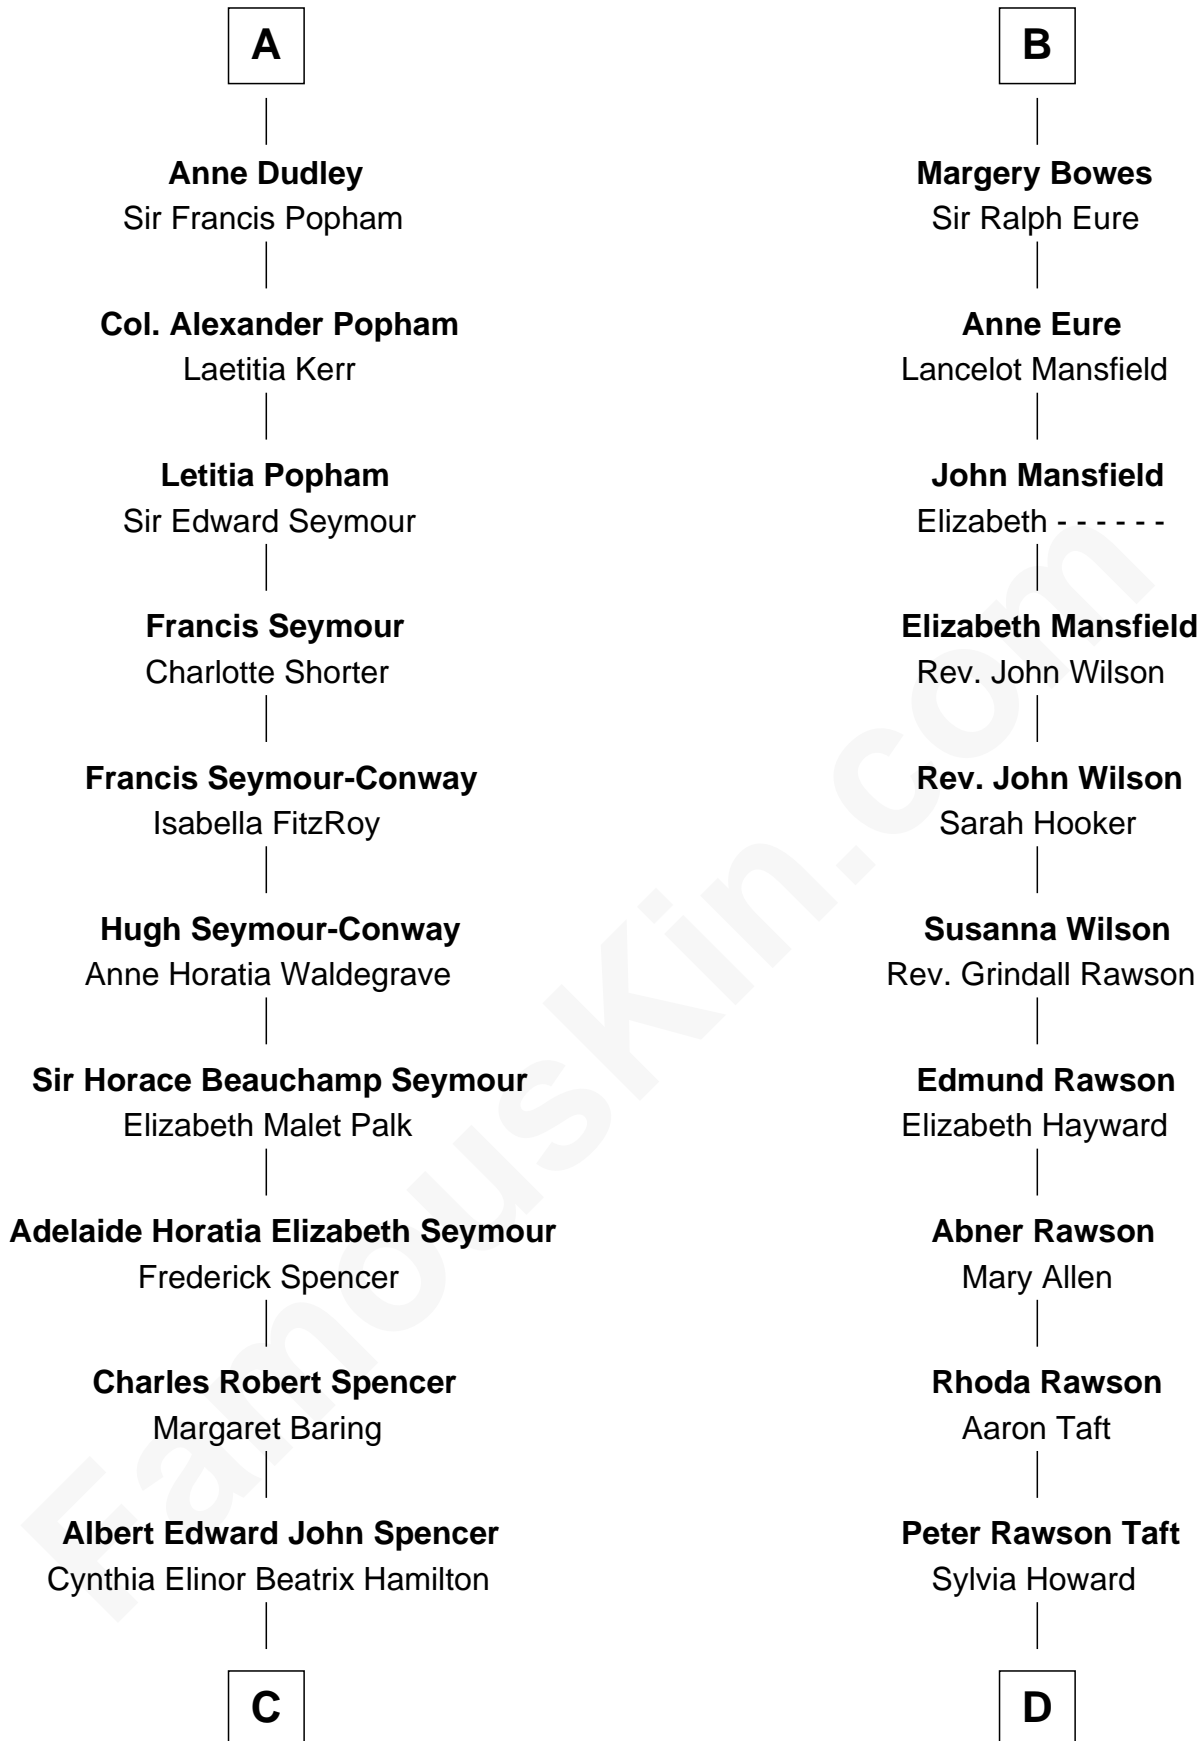 A
Anne Dudley
Sir Francis Popham
Col. Alexander Popham
Laetitia Kerr
Letitia Popham
Sir Edward Seymour
Francis Seymour
Charlotte Shorter
Francis Seymour-Conway
Isabella FitzRoy
Hugh Seymour-Conway
Anne Horatia Waldegrave
Sir Horace Beauchamp Seymour
Elizabeth Malet Palk
Adelaide Horatia Elizabeth Seymour
Frederick Spencer
Charles Robert Spencer
Margaret Baring
Albert Edward John Spencer
Cynthia Elinor Beatrix Hamilton
C
B
Margery Bowes
Sir Ralph Eure
Anne Eure
Lancelot Mansfield
John Mansfield
Elizabeth - - - - - -
Elizabeth Mansfield
Rev. John Wilson
Rev. John Wilson
Sarah Hooker
Susanna Wilson
Rev. Grindall Rawson
Edmund Rawson
Elizabeth Hayward
Abner Rawson
Mary Allen
Rhoda Rawson
Aaron Taft
Peter Rawson Taft
Sylvia Howard
D
FamousKin.com